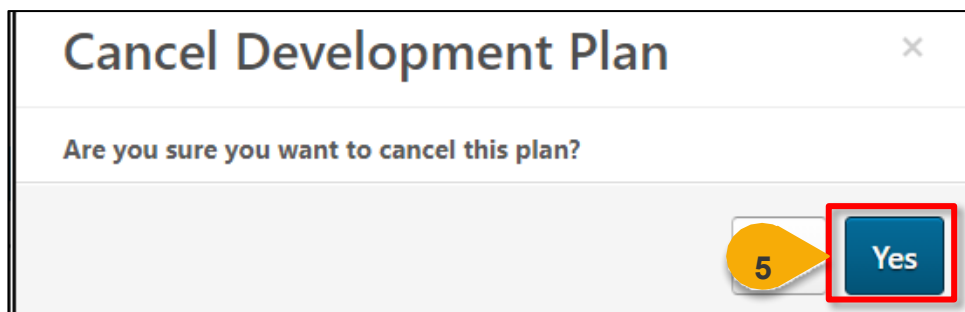 Cancel Development Plan
×
Are you sure you want to cancel this plan?
5
Yes